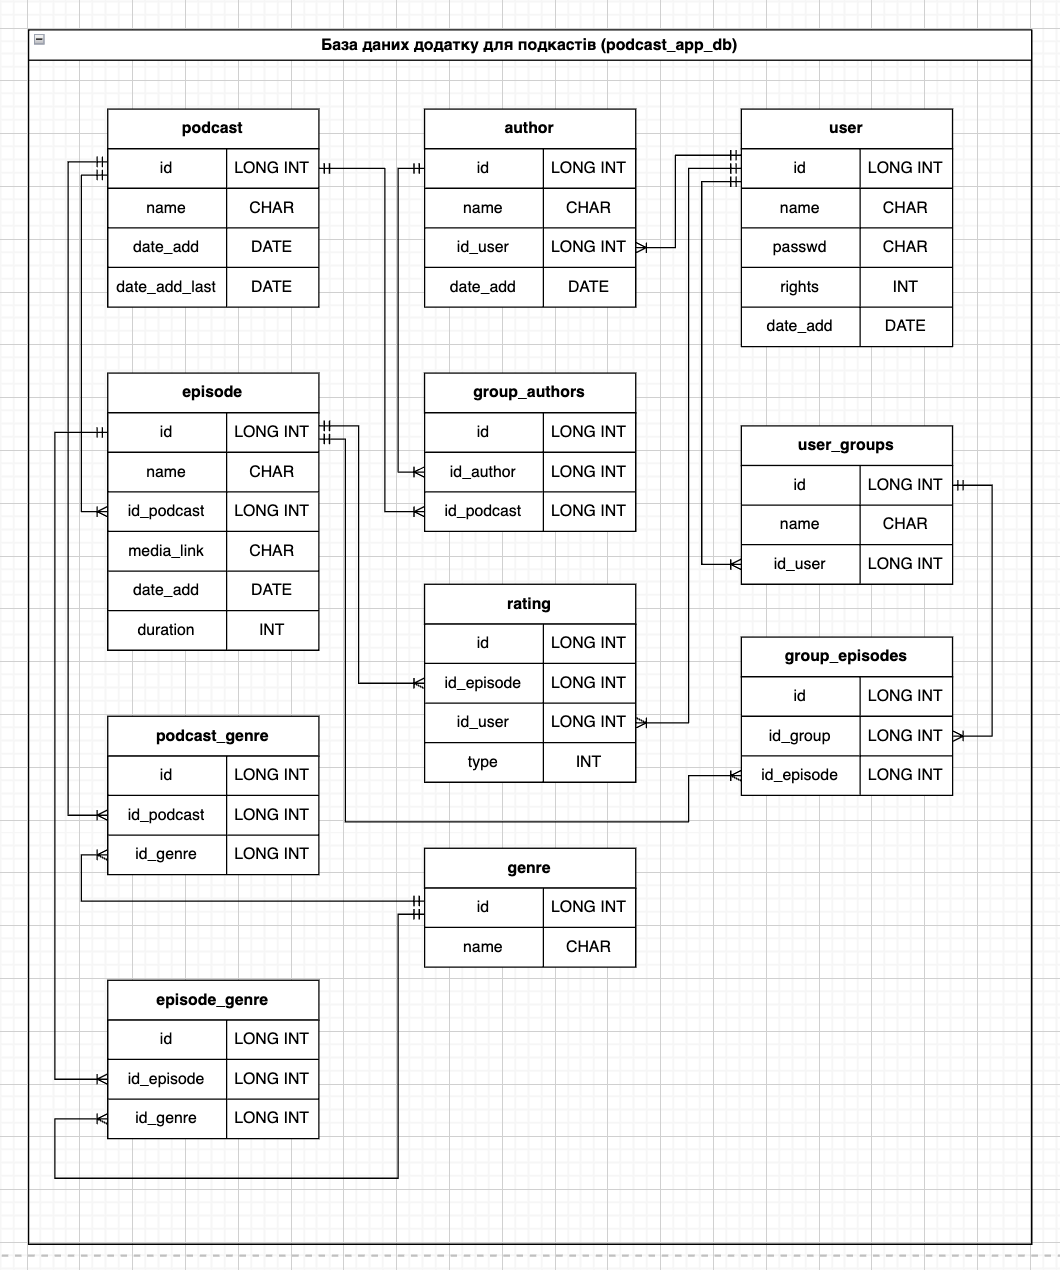 База даних додатку для подкастів (podcast_app_db)
podcast
id LONG INT
name CHAR
date_add DATE
date_add_last DATE
author
id LONG INT
name CHAR
id_user LONG INT
date_add DATE
user
id LONG INT
name CHAR
passwd CHAR
rights INT
date_add DATE
episode
id LONG INT
name CHAR
id_podcast LONG INT
media_link CHAR
date_add DATE
duration INT
group_authors
id LONG INT
id_author LONG INT
id_podcast LONG INT
user_groups
id LONG INT
name CHAR
id_user LONG INT
rating
id LONG INT
id_episode LONG INT
id_user LONG INT
type INT
group_episodes
id LONG INT
id_group LONG INT
id_episode LONG INT
podcast_genre
id LONG INT
id_podcast LONG INT
id_genre LONG INT
genre
id LONG INT
name CHAR
episode_genre
id LONG INT
id_episode LONG INT
id_genre LONG INT